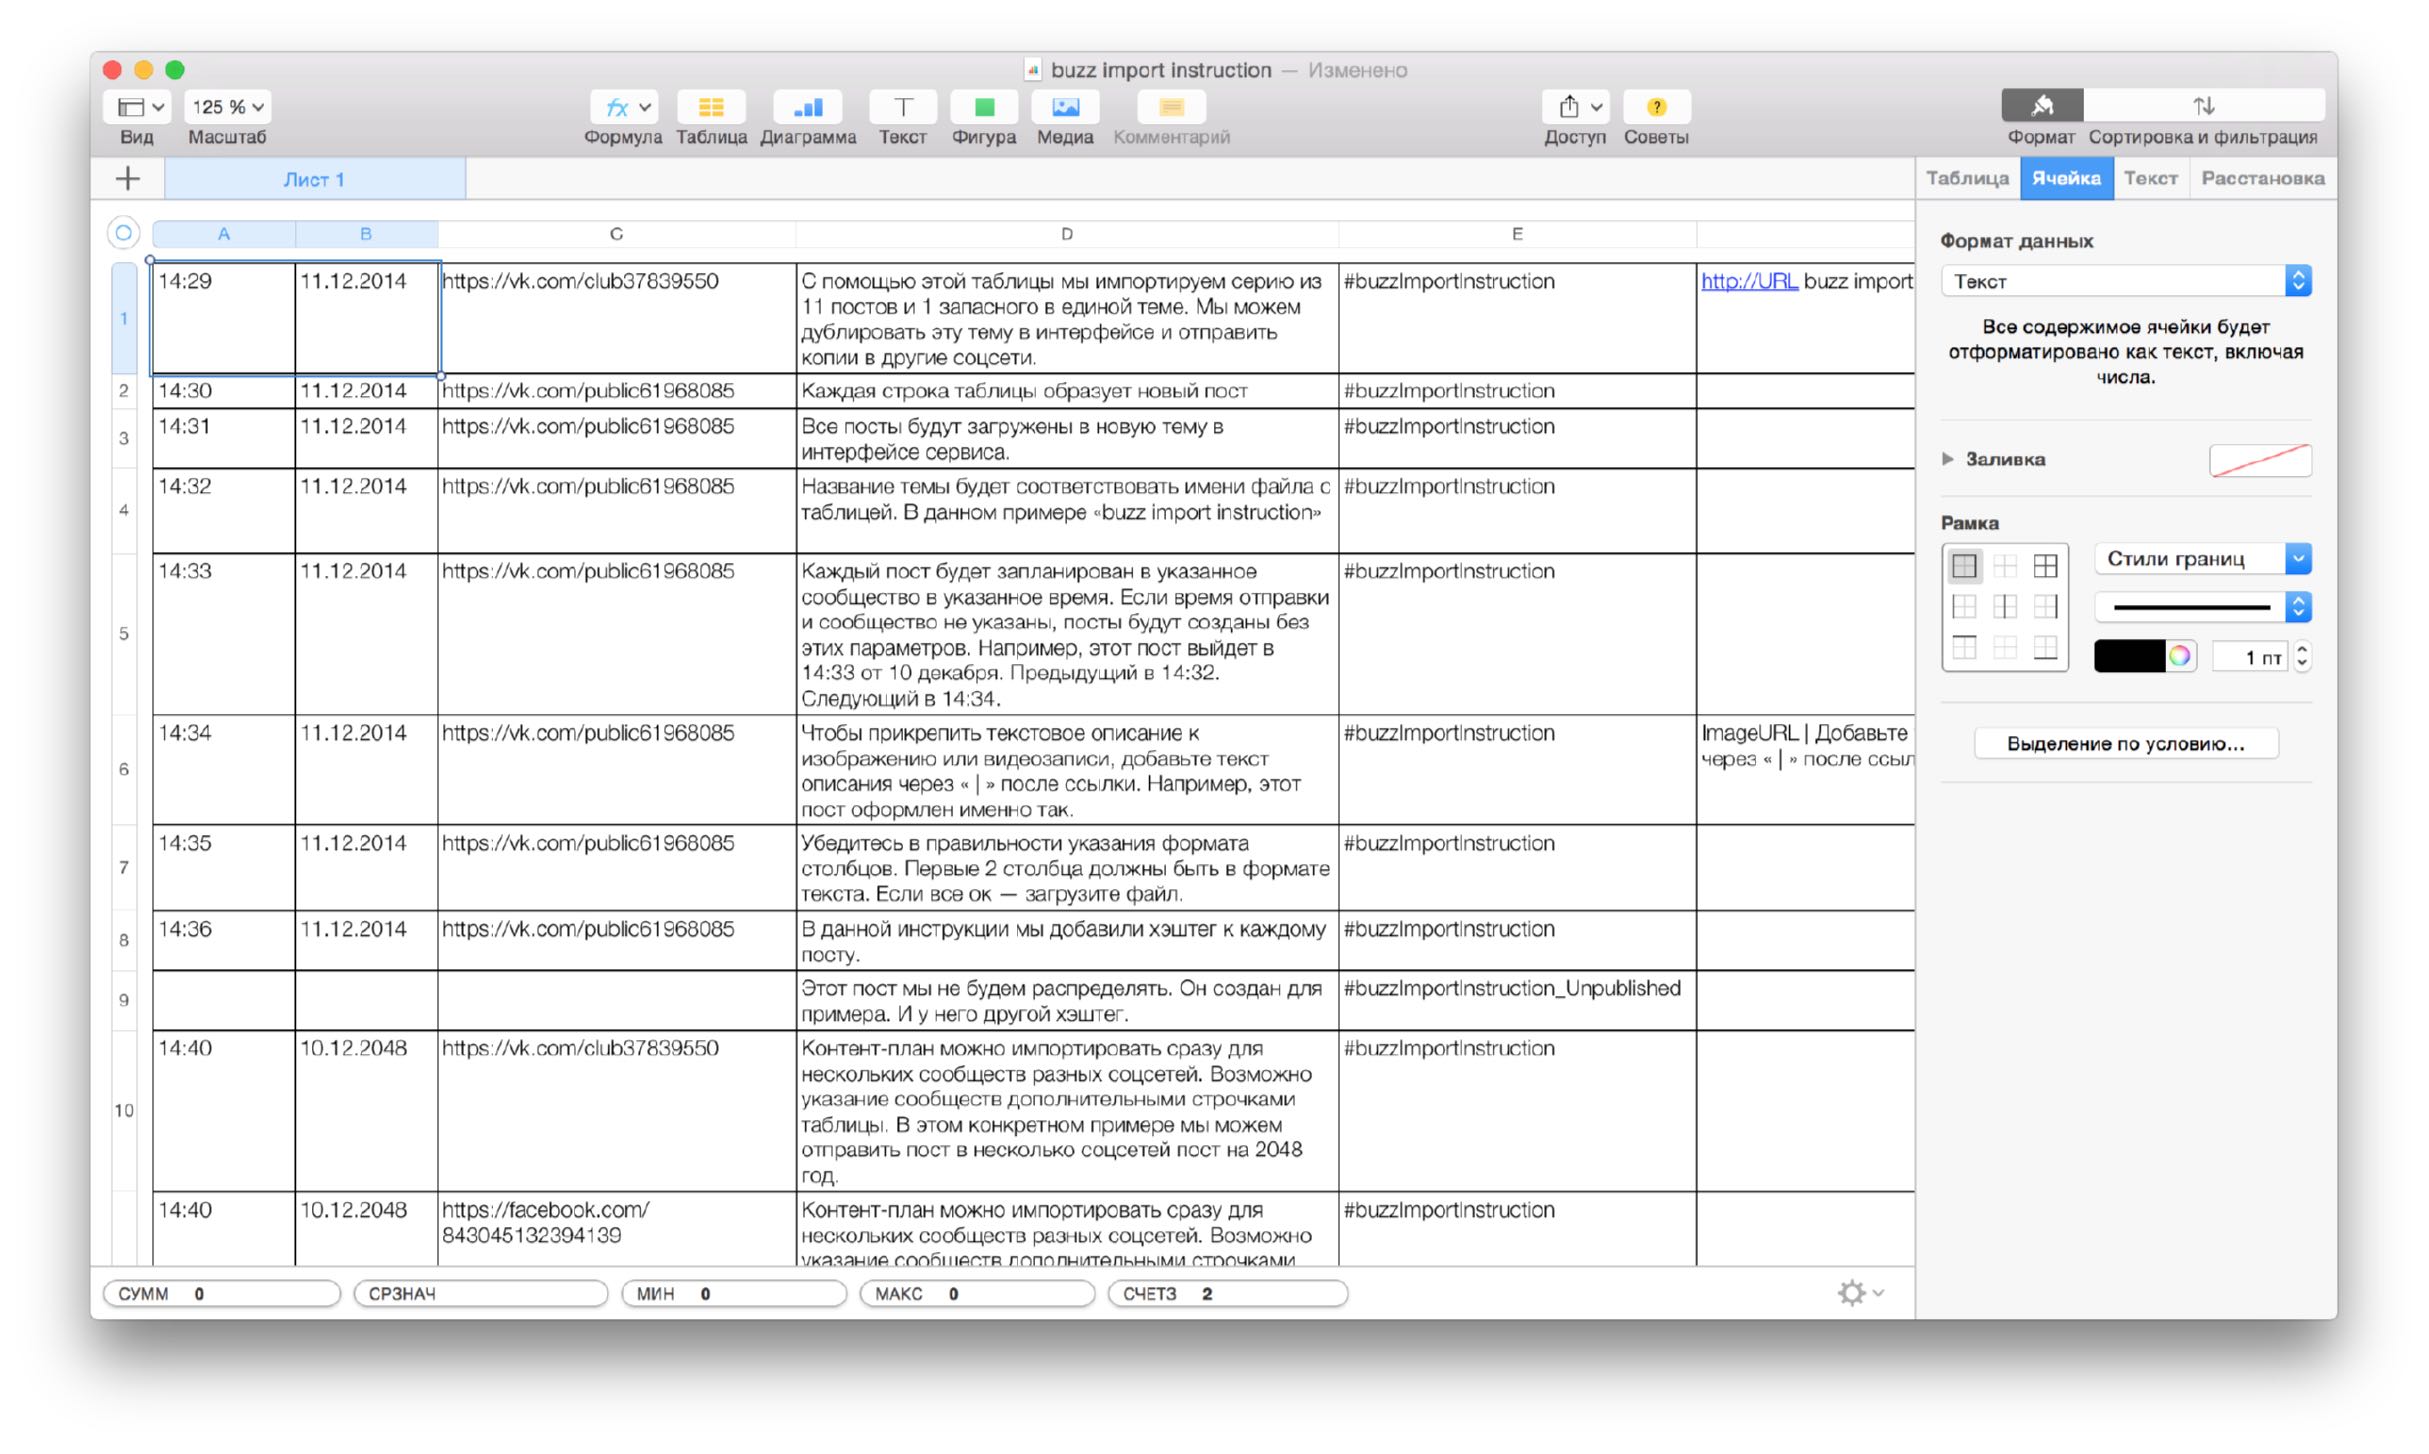 buzz import instruction — Изменено
125 %
Вид
Масштаб
Формула
Таблица
Диаграмма
Текст
Фигура
Медиа
Комментарий
Доступ
Советы
Формат
Сортировка и фильтрация
Лист 1
Таблица
Ячейка
Текст
Расстановка
A
B
C
D
E
1
14:29
11.12.2014
https://vk.com/club37839550
С помощью этой таблицы мы импортируем серию из
11 постов и 1 запасного в единой теме. Мы можем
дублировать эту тему в интерфейсе и отправить
копии в другие соцсети.
#buzzImportInstruction
http://URL buzz import
2
14:30
11.12.2014
https://vk.com/public61968085
Каждая строка таблицы образует новый пост
#buzzImportInstruction
3
14:31
11.12.2014
https://vk.com/public61968085
Все посты будут загружены в новую тему в
интерфейсе сервиса.
#buzzImportInstruction
4
14:32
11.12.2014
https://vk.com/public61968085
Название темы будет соответствовать имени файла с
таблицей. В данном примере «buzz import instruction»
#buzzImportInstruction
5
14:33
11.12.2014
https://vk.com/public61968085
Каждый пост будет запланирован в указанное
сообщество в указанное время. Если время отправки
и сообщество не указаны, посты будут созданы без
этих параметров. Например, этот пост выйдет в
14:33 от 10 декабря. Предыдущий в 14:32.
Следующий в 14:34.
#buzzImportInstruction
6
14:34
11.12.2014
https://vk.com/public61968085
Чтобы прикрепить текстовое описание к
изображению или видеозаписи, добавьте текст
описания через « | » после ссылки. Например, этот
пост оформлен именно так.
#buzzImportInstruction
ImageURL | Добавьте
через « | » после ссыл
7
14:35
11.12.2014
https://vk.com/public61968085
Убедитесь в правильности указания формата
столбцов. Первые 2 столбца должны быть в формате
текста. Если все ок — загрузите файл.
#buzzImportInstruction
8
14:36
11.12.2014
https://vk.com/public61968085
В данной инструкции мы добавили хэштег к каждому
посту.
#buzzImportInstruction
9
Этот пост мы не будем распределять. Он создан для
примера. И у него другой хэштег.
#buzzImportInstruction_Unpublished
10
14:40
10.12.2048
https://vk.com/club37839550
Контент-план можно импортировать сразу для
нескольких сообществ разных соцсетей. Возможно
указание сообществ дополнительными строчками
таблицы. В этом конкретном примере мы можем
отправить пост в несколько соцсетей пост на 2048
год.
#buzzImportInstruction
14:40
10.12.2048
https://facebook.com/
843045132394139
Контент-план можно импортировать сразу для
нескольких сообществ разных соцсетей. Возможно
указание сообществ дополнительными строчками
#buzzImportInstruction
Формат данных
Текст
Все содержимое ячейки будет
отформатировано как текст, включая
числа.
Заливка
Рамка
Стили границ
1 пт
Выделение по условию...
СУММ 0
СРЗНАЧ
МИН 0
МАКС 0
СЧЕТЗ 2